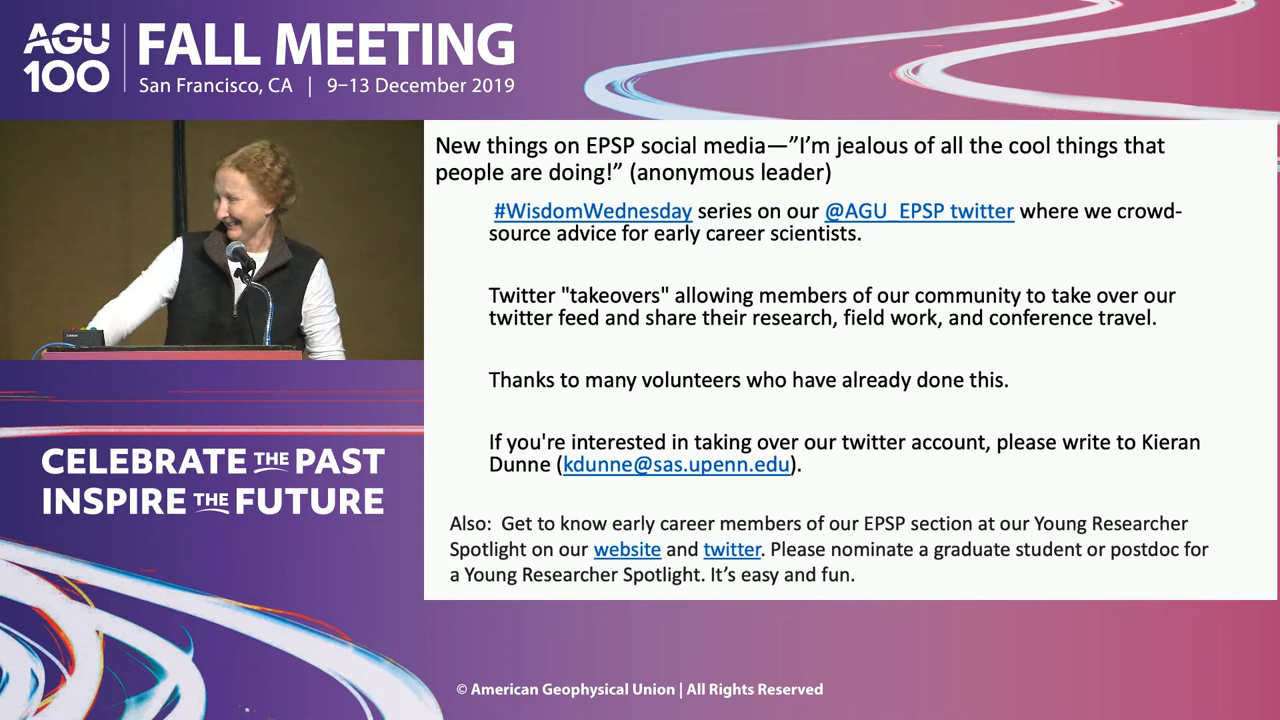 AGU
100
FALL MEETING
San Francisco, CA | 9–13 December 2019
New things on EPSP social media—”I’m jealous of all the cool things that
people are doing!” (anonymous leader)
#WisdomWednesday series on our @AGU_EPSP twitter where we crowd-
source advice for early career scientists.
Twitter "takeovers" allowing members of our community to take over our
twitter feed and share their research, field work, and conference travel.
Thanks to many volunteers who have already done this.
If you're interested in taking over our twitter account, please write to Kieran
Dunne (kdunne@sas.upenn.edu).
Also: Get to know early career members of our EPSP section at our Young Researcher
Spotlight on our website and twitter. Please nominate a graduate student or postdoc for
a Young Researcher Spotlight. It’s easy and fun.
CELEBRATE THE PAST
INSPIRE THE FUTURE
© American Geophysical Union | All Rights Reserved